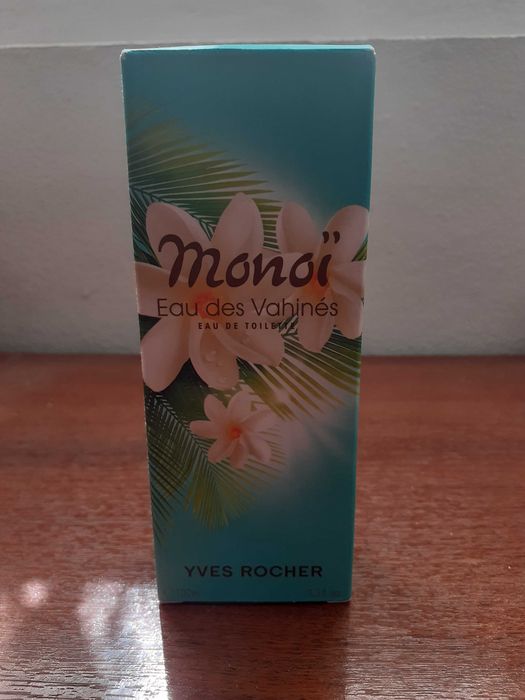 monoï
Eau des Vahinés
EAU DE TOILETTE
YVES ROCHER